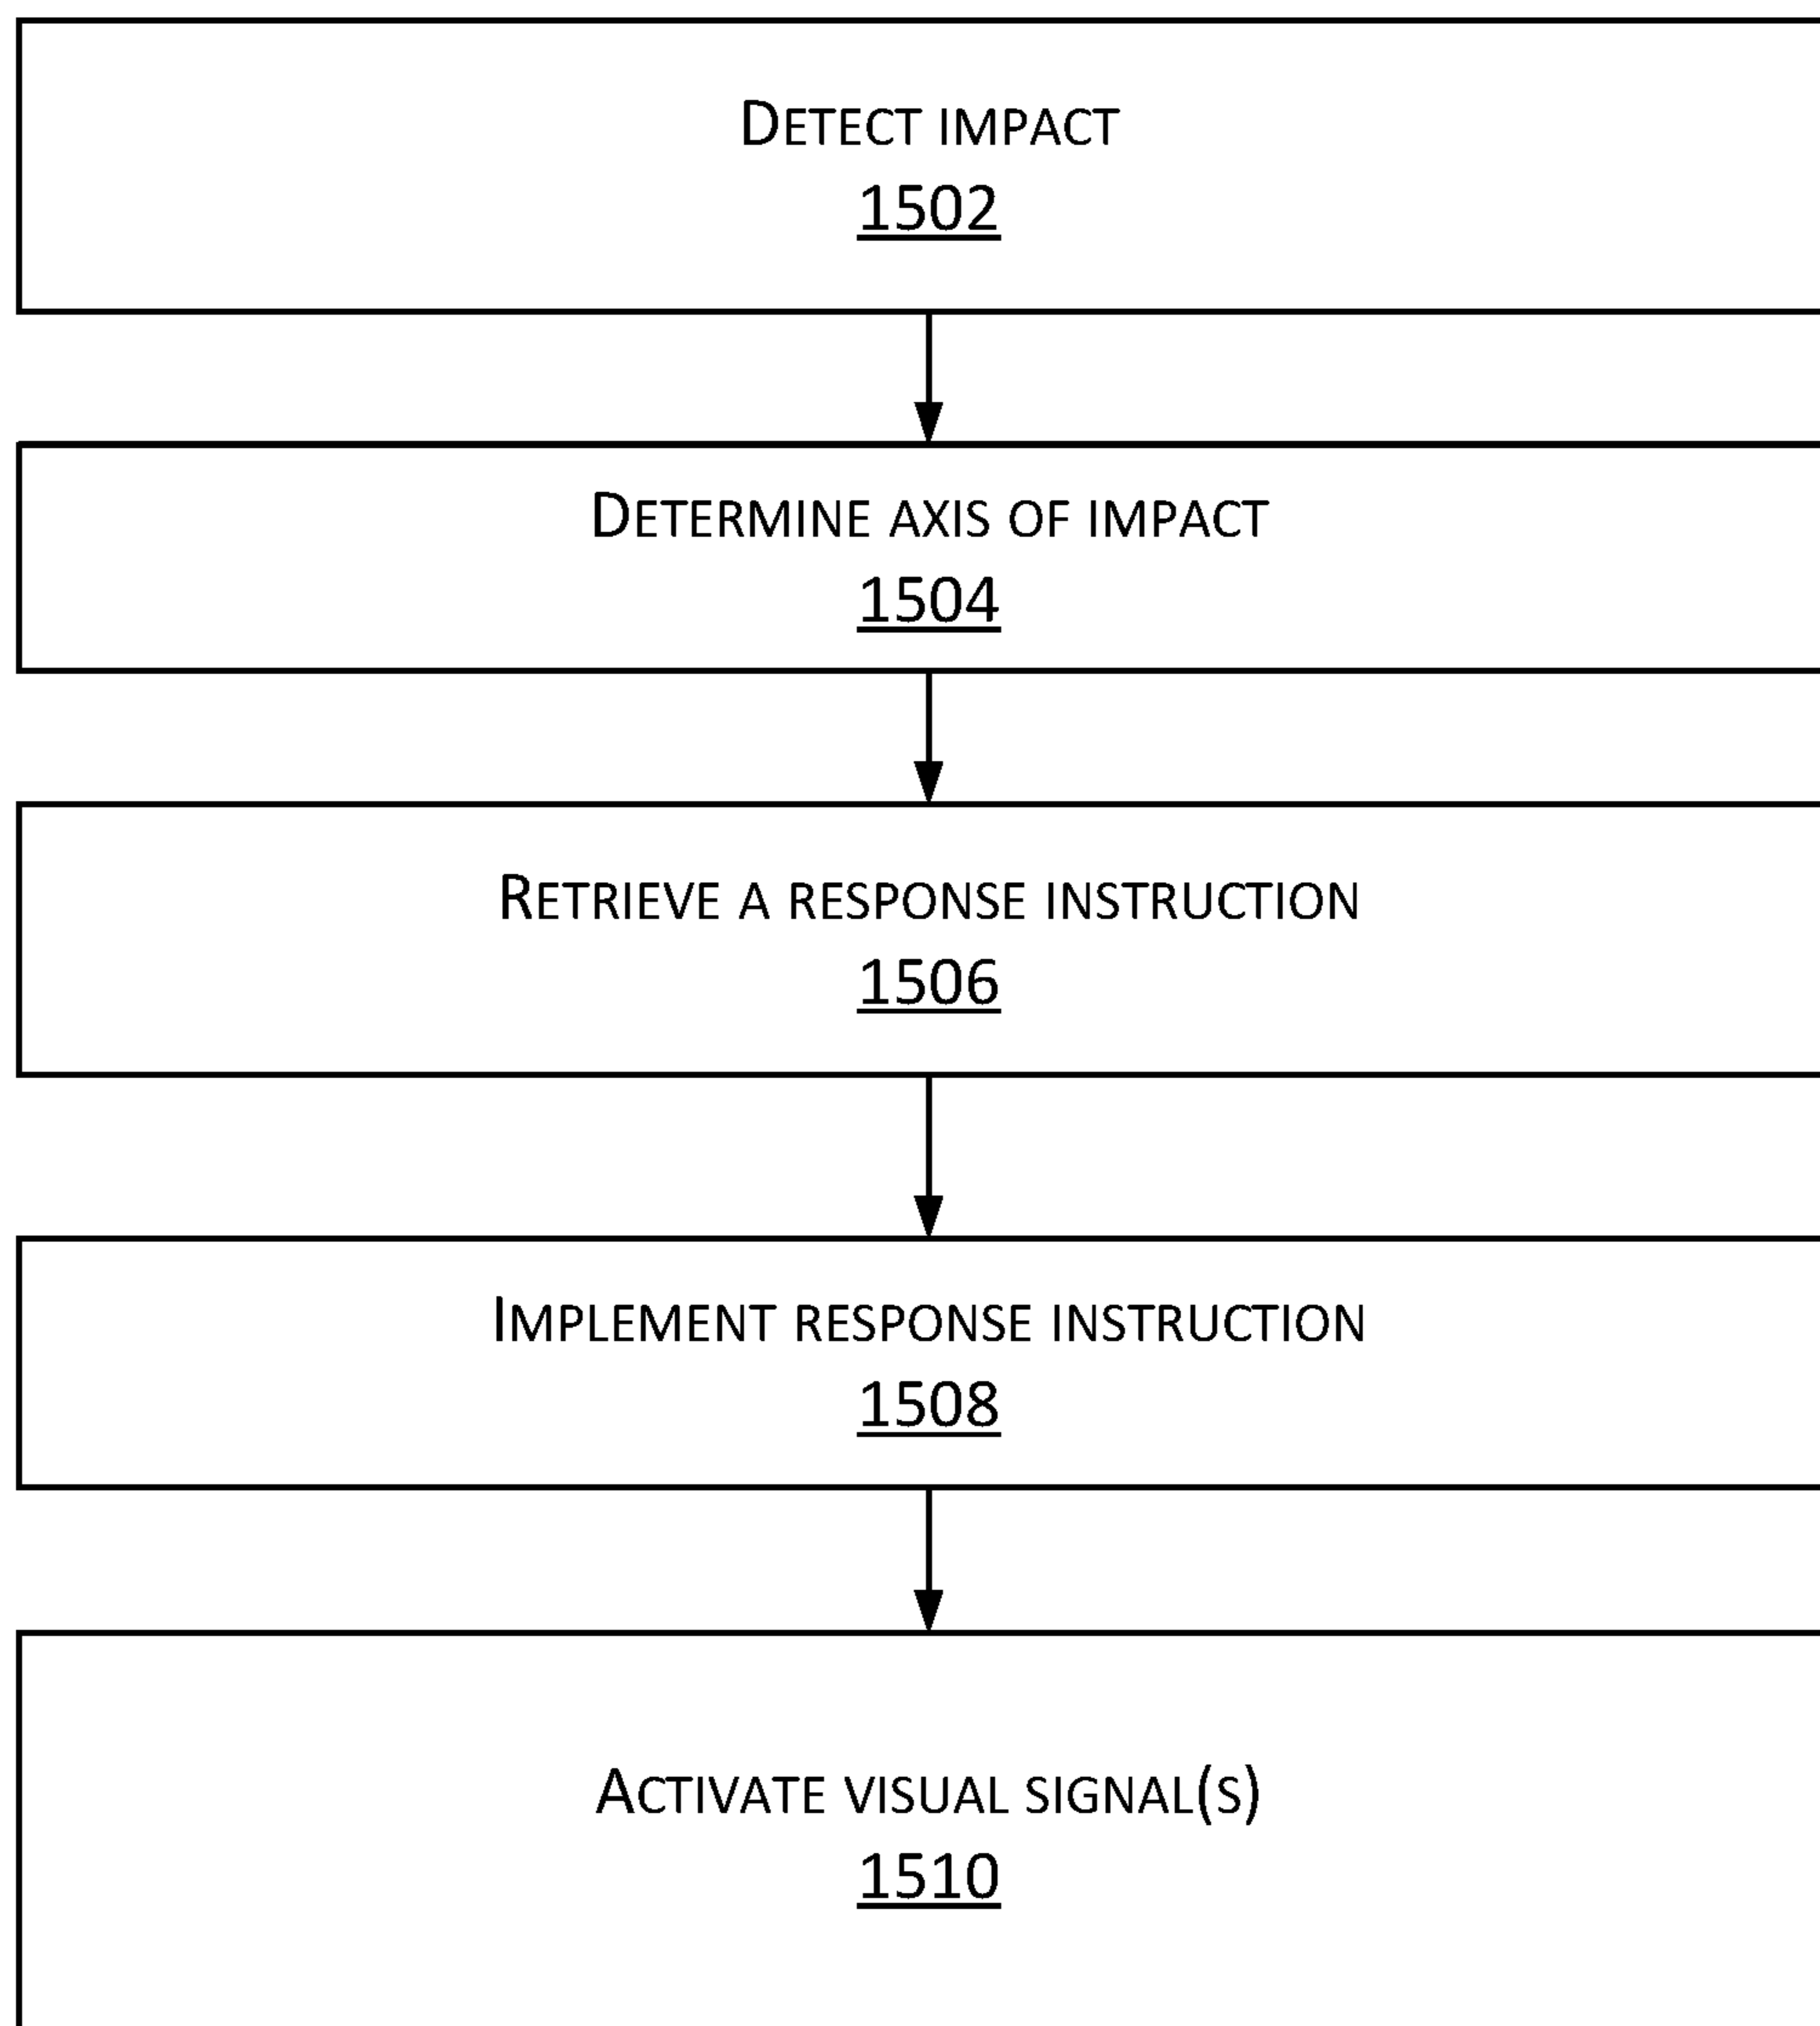 Detect impact
1502
Determine axis of impact
1504
Retrieve a response instruction
1506
Implement response instruction
1508
Activate visual signal(s)
1510